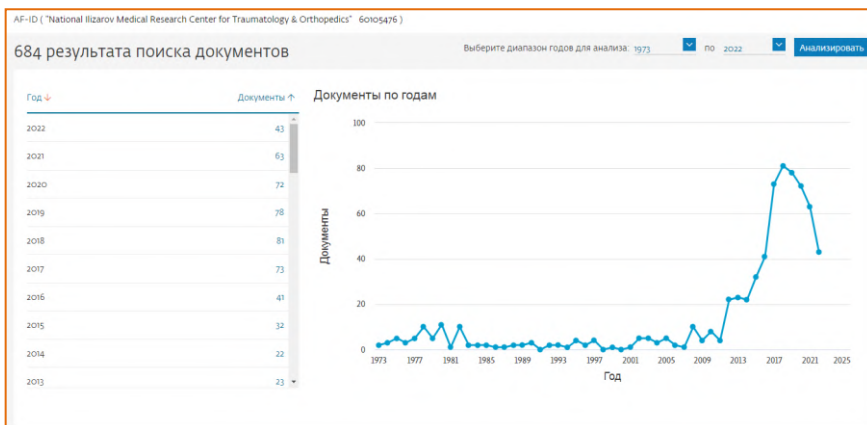 AF-ID ( "National Ilizarov Medical Research Center for Traumatology & Orthopedics" 60105476 )
684 результата поиска документов
Выберите диапазон годов для анализа: 1973 по 2022 Анализировать
Год ↓ Документы ↑
2022 43
2021 63
2020 72
2019 78
2018 81
2017 73
2016 41
2015 32
2014 22
2013 23
Документы по годам
100
80
60
40
20
0
Документы
1973 1977 1981 1985 1989 1993 1997 2001 2005 2009 2013 2017 2021 2025
Год